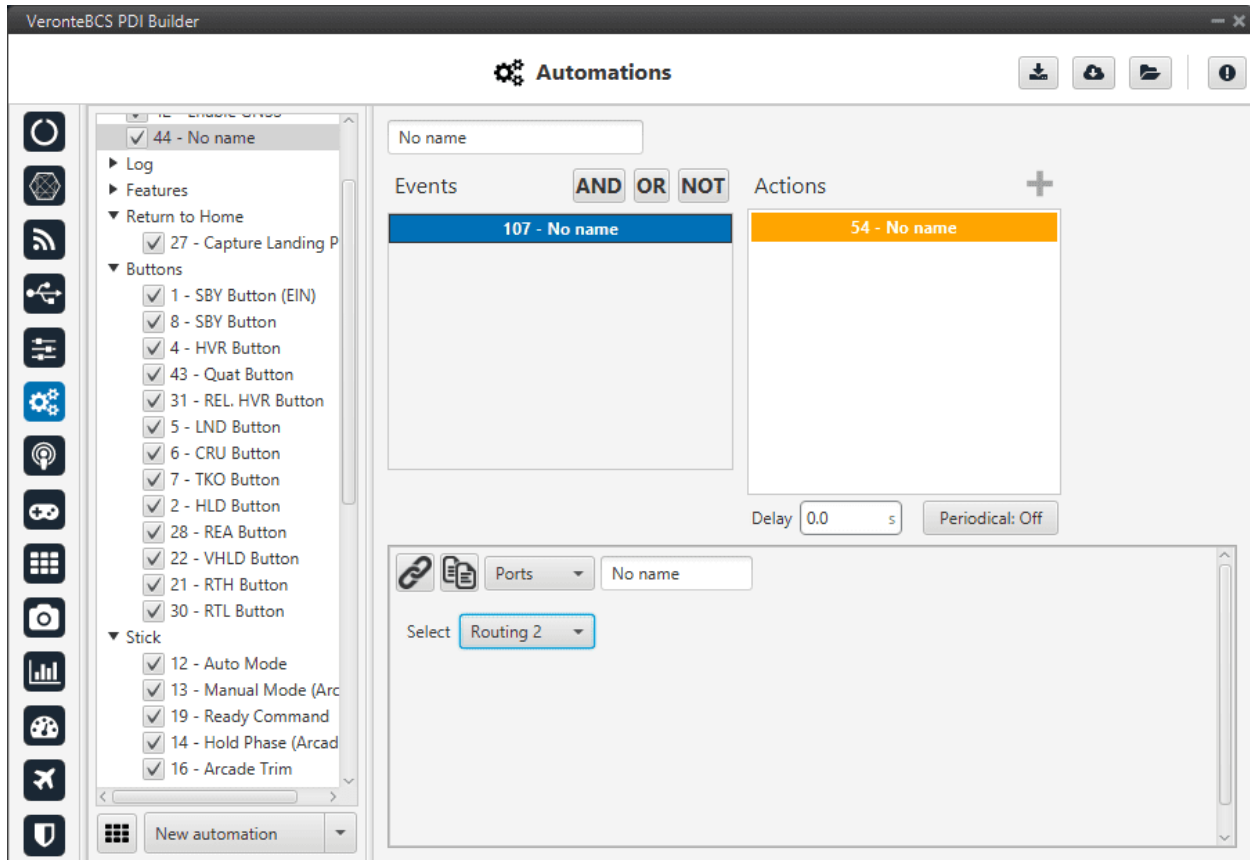 VeronteBCS PDI Builder
Automations
12 - Enable GNSS
44 - No name
Log
Features
Return to Home
27 - Capture Landing P
Buttons
1 - SBY Button (EIN)
8 - SBY Button
4 - HVR Button
43 - Quat Button
31 - REL. HVR Button
5 - LND Button
6 - CRU Button
7 - TKO Button
2 - HLD Button
28 - REA Button
22 - VHLD Button
21 - RTH Button
30 - RTL Button
Stick
12 - Auto Mode
13 - Manual Mode (Arc
19 - Ready Command
14 - Hold Phase (Arcad
16 - Arcade Trim
New automation
No name
Events AND OR NOT Actions
107 - No name
54 - No name
Delay 0.0 s Periodical: Off
Ports No name
Select Routing 2